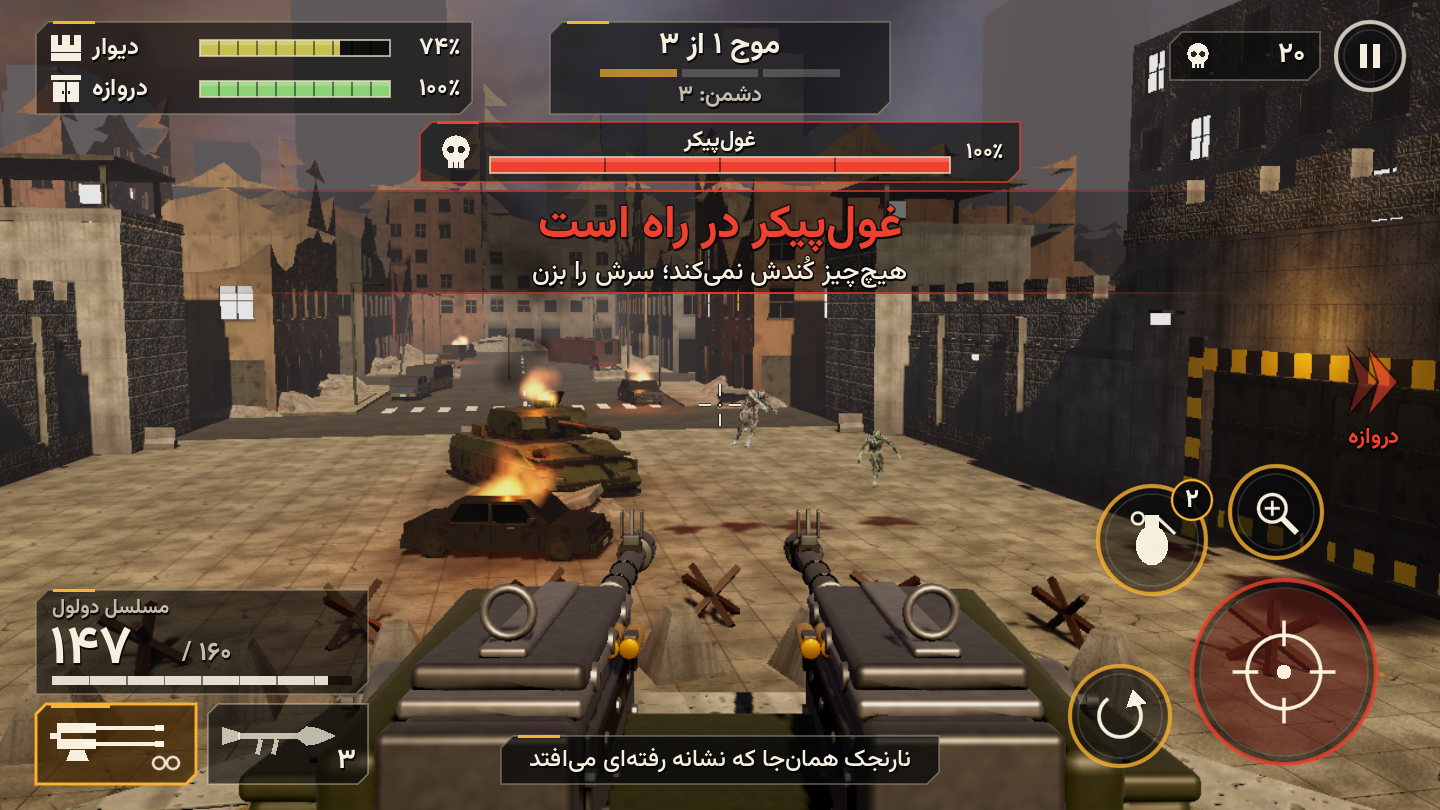 دیوار ۷۴٪
دروازه ۱۰۰٪
موج ۱ از ۳
دشمن: ۳
۲۰
غول‌پیکر ۱۰۰٪
غول‌پیکر در راه است
هیچ‌چیز کُندش نمی‌کند؛ سرش را بزن
دروازه
۲
مسلسل دولول
۱۴۷ / ۱۶۰
∞
۳
نارنجک همان‌جا که نشانه رفته‌ای می‌افتد